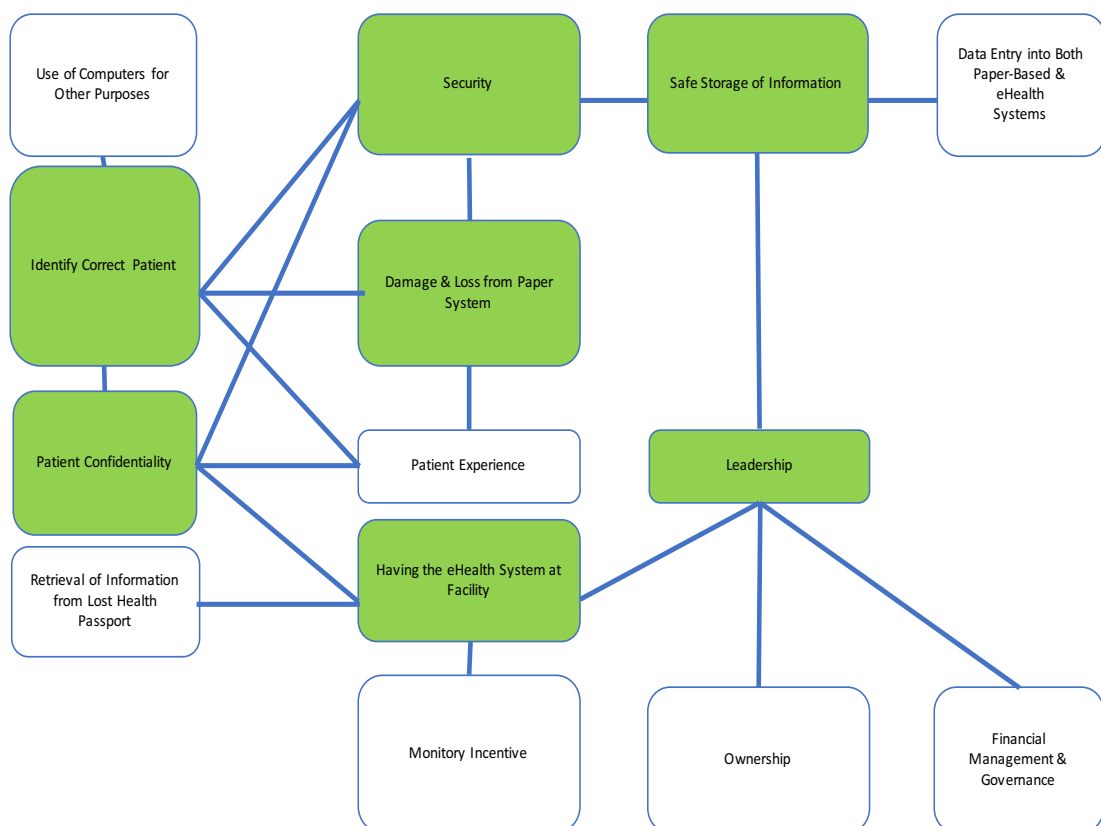 Use of Computers for
Other Purposes
Security
Safe Storage of Information
Data Entry into Both
Paper-Based &
eHealth
Systems
Identify Correct Patient
Damage & Loss from Paper
System
Patient Confidentiality
Patient Experience
Leadership
Retrieval of Information
from Lost Health
Passport
Having the eHealth System at
Facility
Monitory Incentive
Ownership
Financial
Management &
Governance